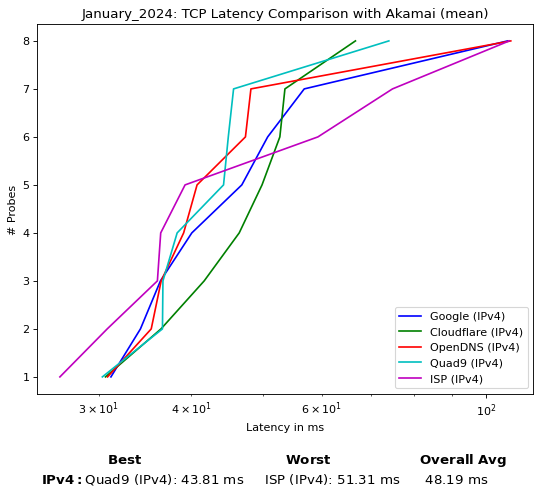 January_2024: TCP Latency Comparison with Akamai (mean)
# Probes
8
7
6
5
4
3
2
1
Google (IPv4)
Cloudflare (IPv4)
OpenDNS (IPv4)
Quad9 (IPv4)
ISP (IPv4)
3 × 10¹ 4 × 10¹ 6 × 10¹ 10²
Latency in ms
Best Worst Overall Avg
IPv4: Quad9 (IPv4): 43.81 ms ISP (IPv4): 51.31 ms 48.19 ms